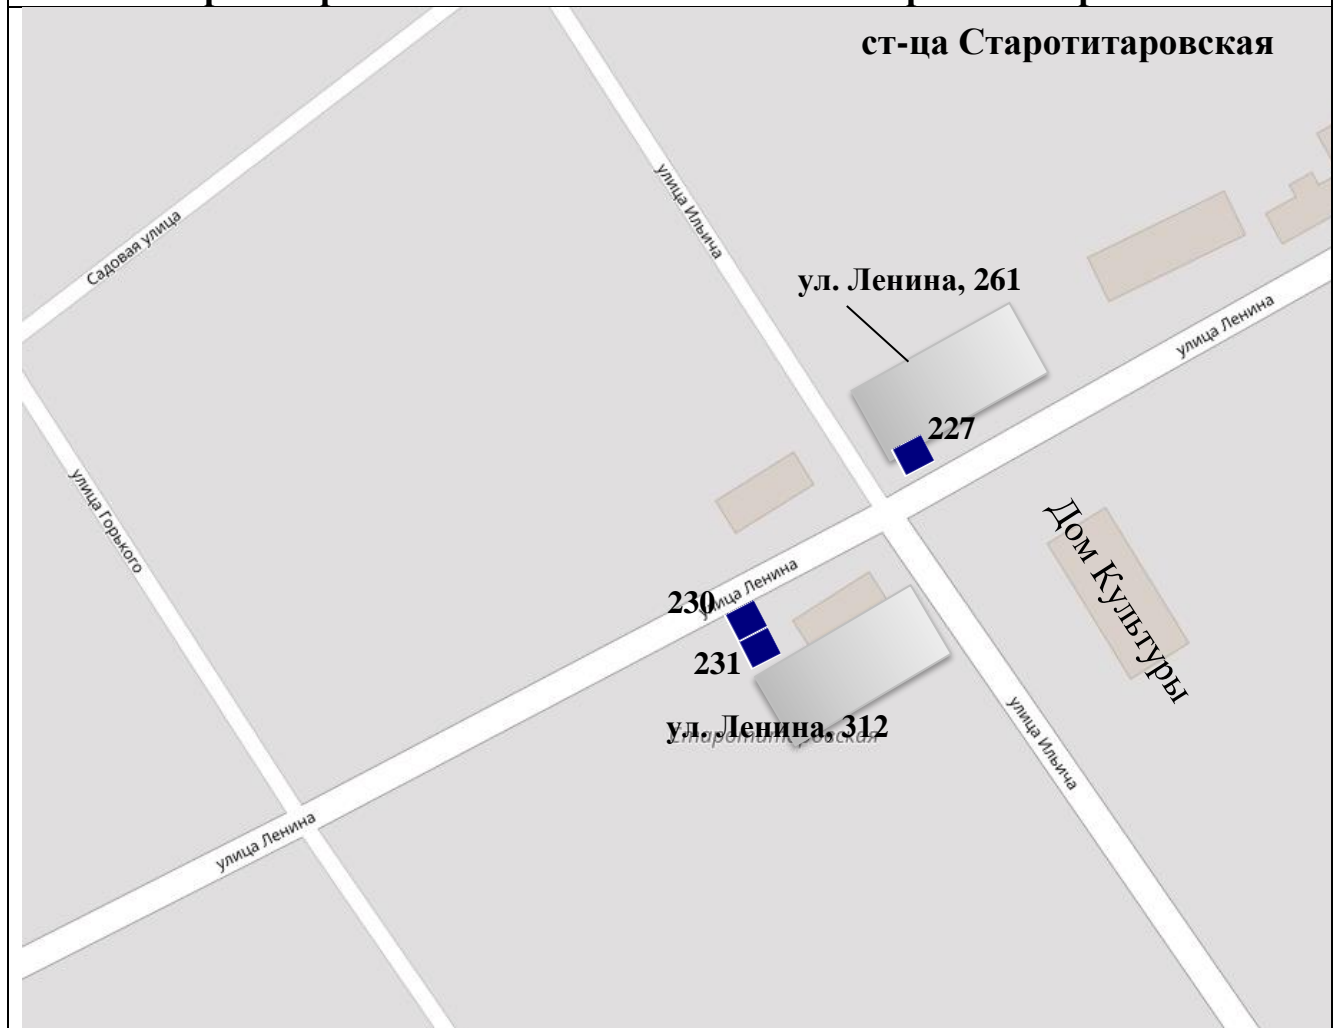 ст-ца Старотитаровская
улица Ильича
Садовая улица
ул. Ленина, 261
улица Ленина
227
улица Горького
Дом Культуры
улица Ленина
230
231
ул. Ленина, 312
Старотитаровская
улица Ильича
улица Ленина